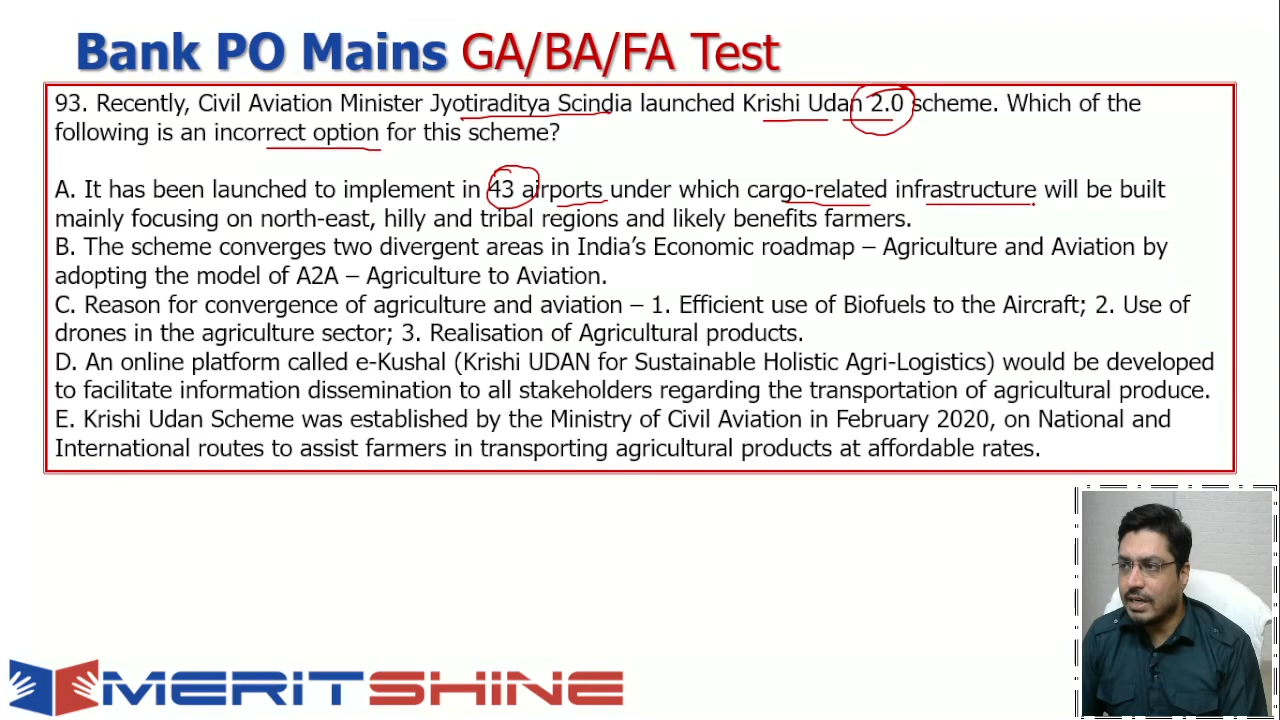 Bank PO Mains GA/BA/FA Test
93. Recently, Civil Aviation Minister Jyotiraditya Scindia launched Krishi Udan 2.0 scheme. Which of the
following is an incorrect option for this scheme?
A. It has been launched to implement in 43 airports under which cargo-related infrastructure will be built
mainly focusing on north-east, hilly and tribal regions and likely benefits farmers.
B. The scheme converges two divergent areas in India’s Economic roadmap – Agriculture and Aviation by
adopting the model of A2A – Agriculture to Aviation.
C. Reason for convergence of agriculture and aviation – 1. Efficient use of Biofuels to the Aircraft; 2. Use of
drones in the agriculture sector; 3. Realisation of Agricultural products.
D. An online platform called e-Kushal (Krishi UDAN for Sustainable Holistic Agri-Logistics) would be developed
to facilitate information dissemination to all stakeholders regarding the transportation of agricultural produce.
E. Krishi Udan Scheme was established by the Ministry of Civil Aviation in February 2020, on National and
International routes to assist farmers in transporting agricultural products at affordable rates.
MERITSHINE